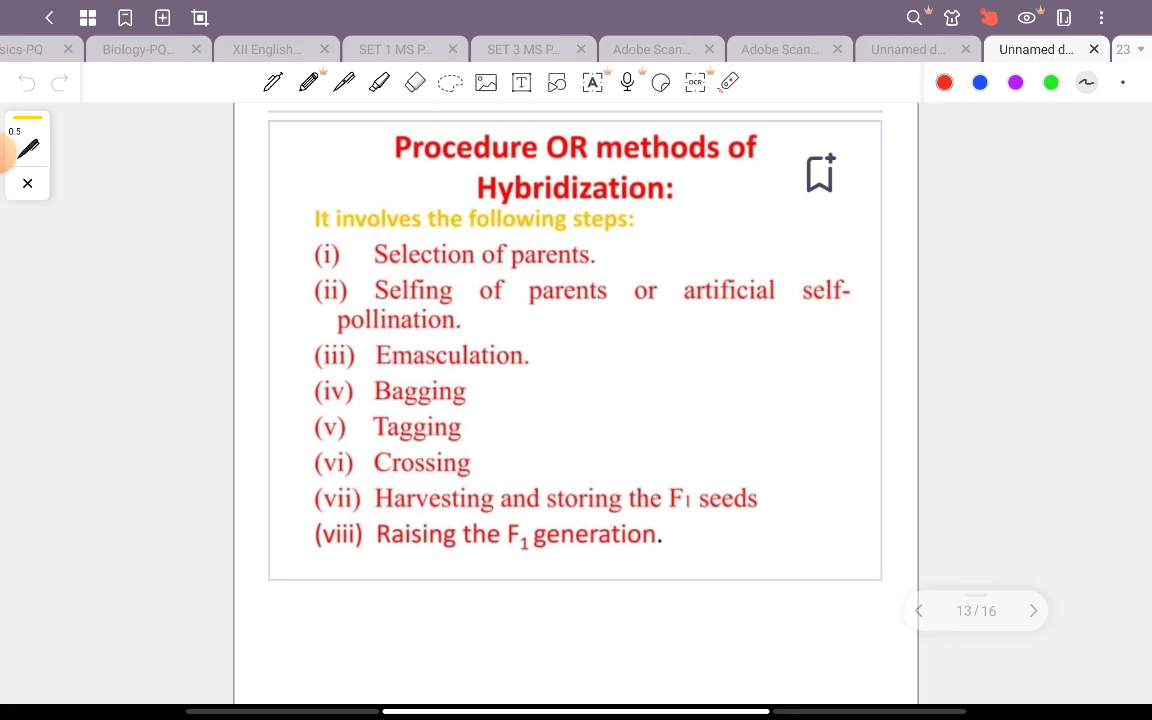 sics-PQ
Biology-PQ...
XII English...
SET 1 MS P...
SET 3 MS P...
Adobe Scan...
Adobe Scan...
Unnamed d...
Unnamed d...
23
A
T
OCR
0.5
Procedure OR methods of
Hybridization:
It involves the following steps:
(i) Selection of parents.
(ii) Selfing of parents or artificial self-
pollination.
(iii) Emasculation.
(iv) Bagging
(v) Tagging
(vi) Crossing
(vii) Harvesting and storing the F1 seeds
(viii) Raising the F1 generation.
13/16